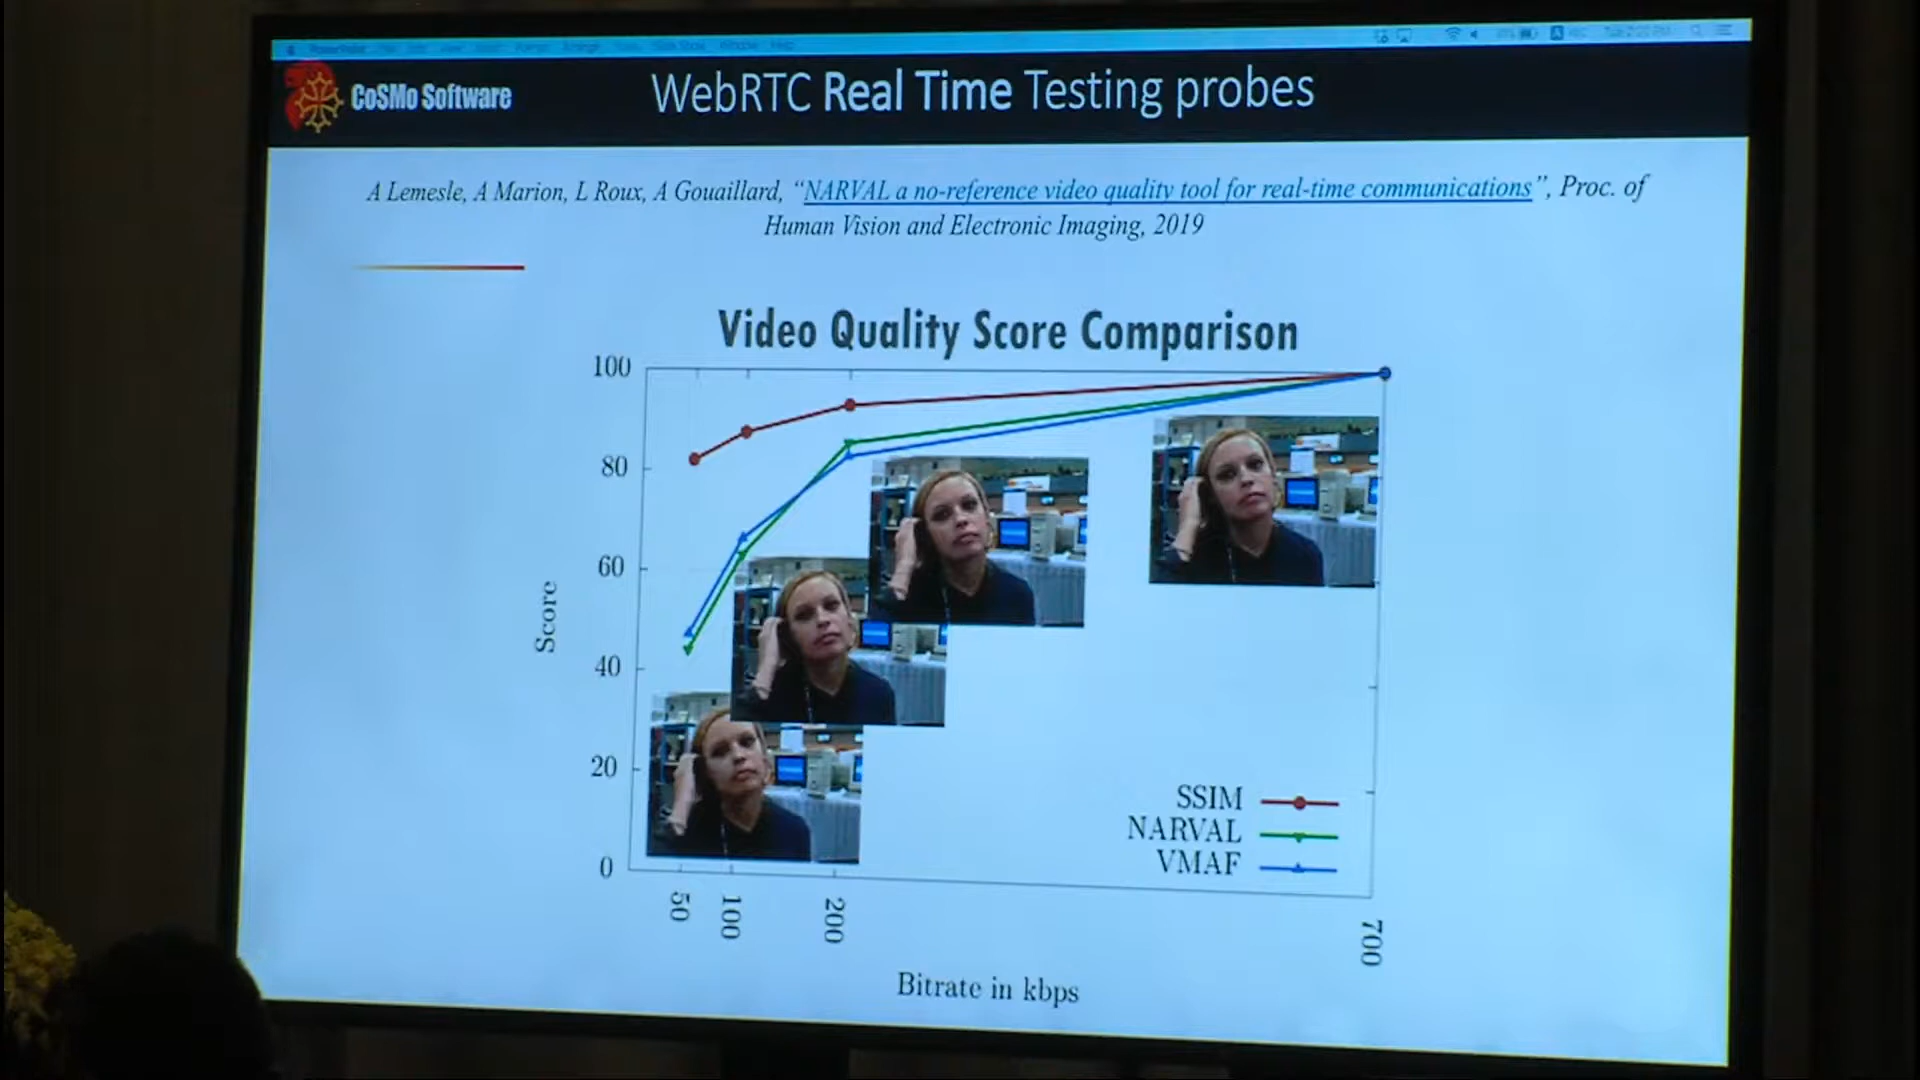 CoSMo Software
WebRTC Real Time Testing probes
A Lemesle, A Marion, L Roux, A Gouaillard, “NARVAL a no-reference video quality tool for real-time communications”, Proc. of
Human Vision and Electronic Imaging, 2019
Video Quality Score Comparison
100
80
60
40
20
0
Score
50
100
200
700
Bitrate in kbps
SSIM
NARVAL
VMAF